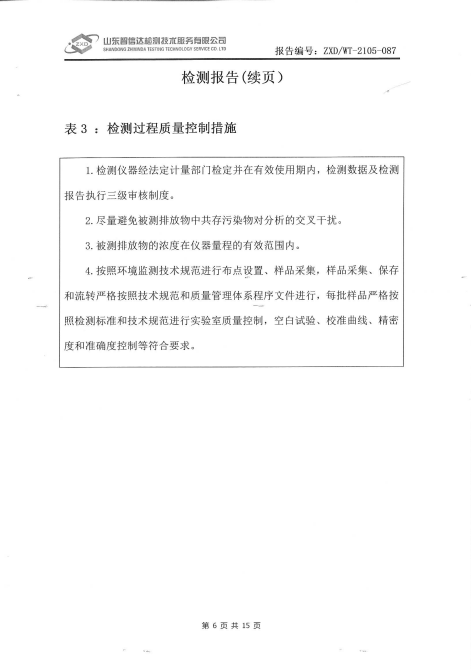 ZXD
山东智信达检测技术服务有限公司
SHANDONG ZHIXINDA TESTING TECHNOLOGY SERVICE CO.,LTD
报告编号：ZXD/WT-2105-087
检测报告(续页）
表 3 ：检测过程质量控制措施
1.检测仪器经法定计量部门检定并在有效使用期内，检测数据及检测
报告执行三级审核制度。
2.尽量避免被测排放物中共存污染物对分析的交叉干扰。
3.被测排放物的浓度在仪器量程的有效范围内。
4.按照环境监测技术规范进行布点设置、样品采集，样品采集、保存
和流转严格按照技术规范和质量管理体系程序文件进行，每批样品严格按
照检测标准和技术规范进行实验室质量控制，空白试验、校准曲线、精密
度和准确度控制等符合要求。
第 6 页 共 15 页